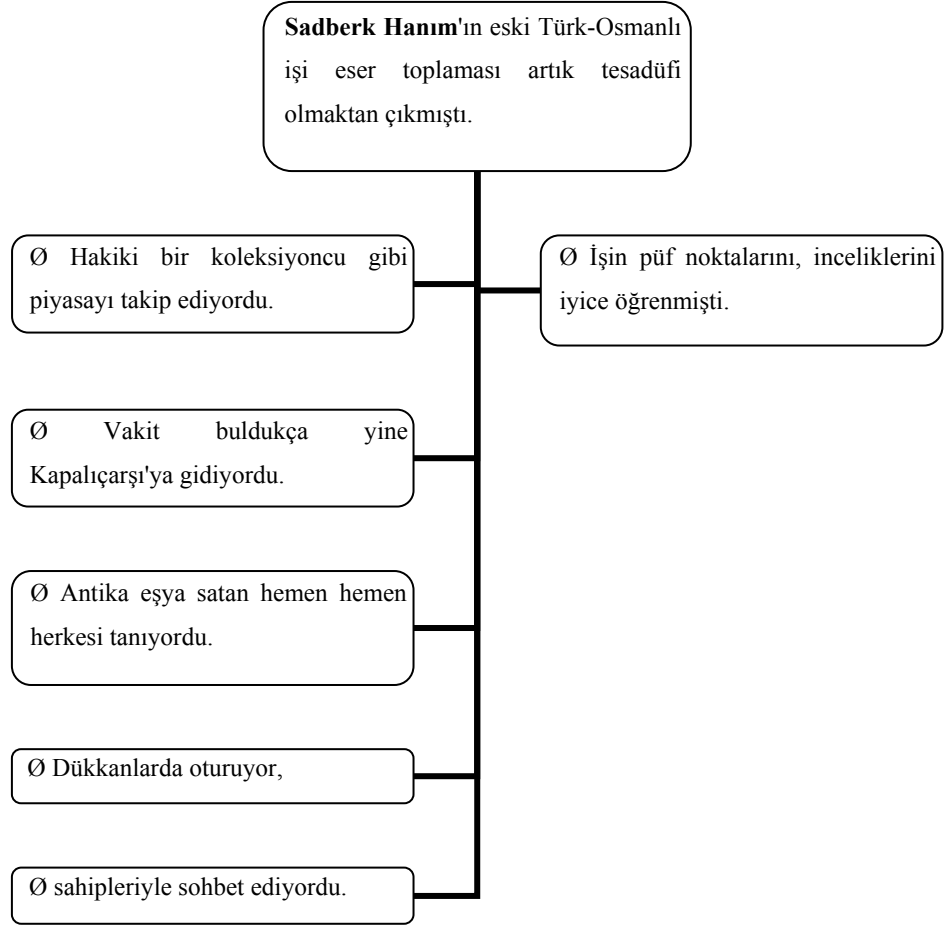 Sadberk Hanım'ın eski Türk-Osmanlı
işi eser toplaması artık tesadüfi
olmaktan çıkmıştı.
Ø Hakiki bir koleksiyoncu gibi
piyasayı takip ediyordu.
Ø İşin püf noktalarını, inceliklerini
iyice öğrenmişti.
Ø Vakit buldukça yine
Kapalıçarşı'ya gidiyordu.
Ø Antika eşya satan hemen hemen
herkesi tanıyordu.
Ø Dükkanlarda oturuyor,
Ø sahipleriyle sohbet ediyordu.